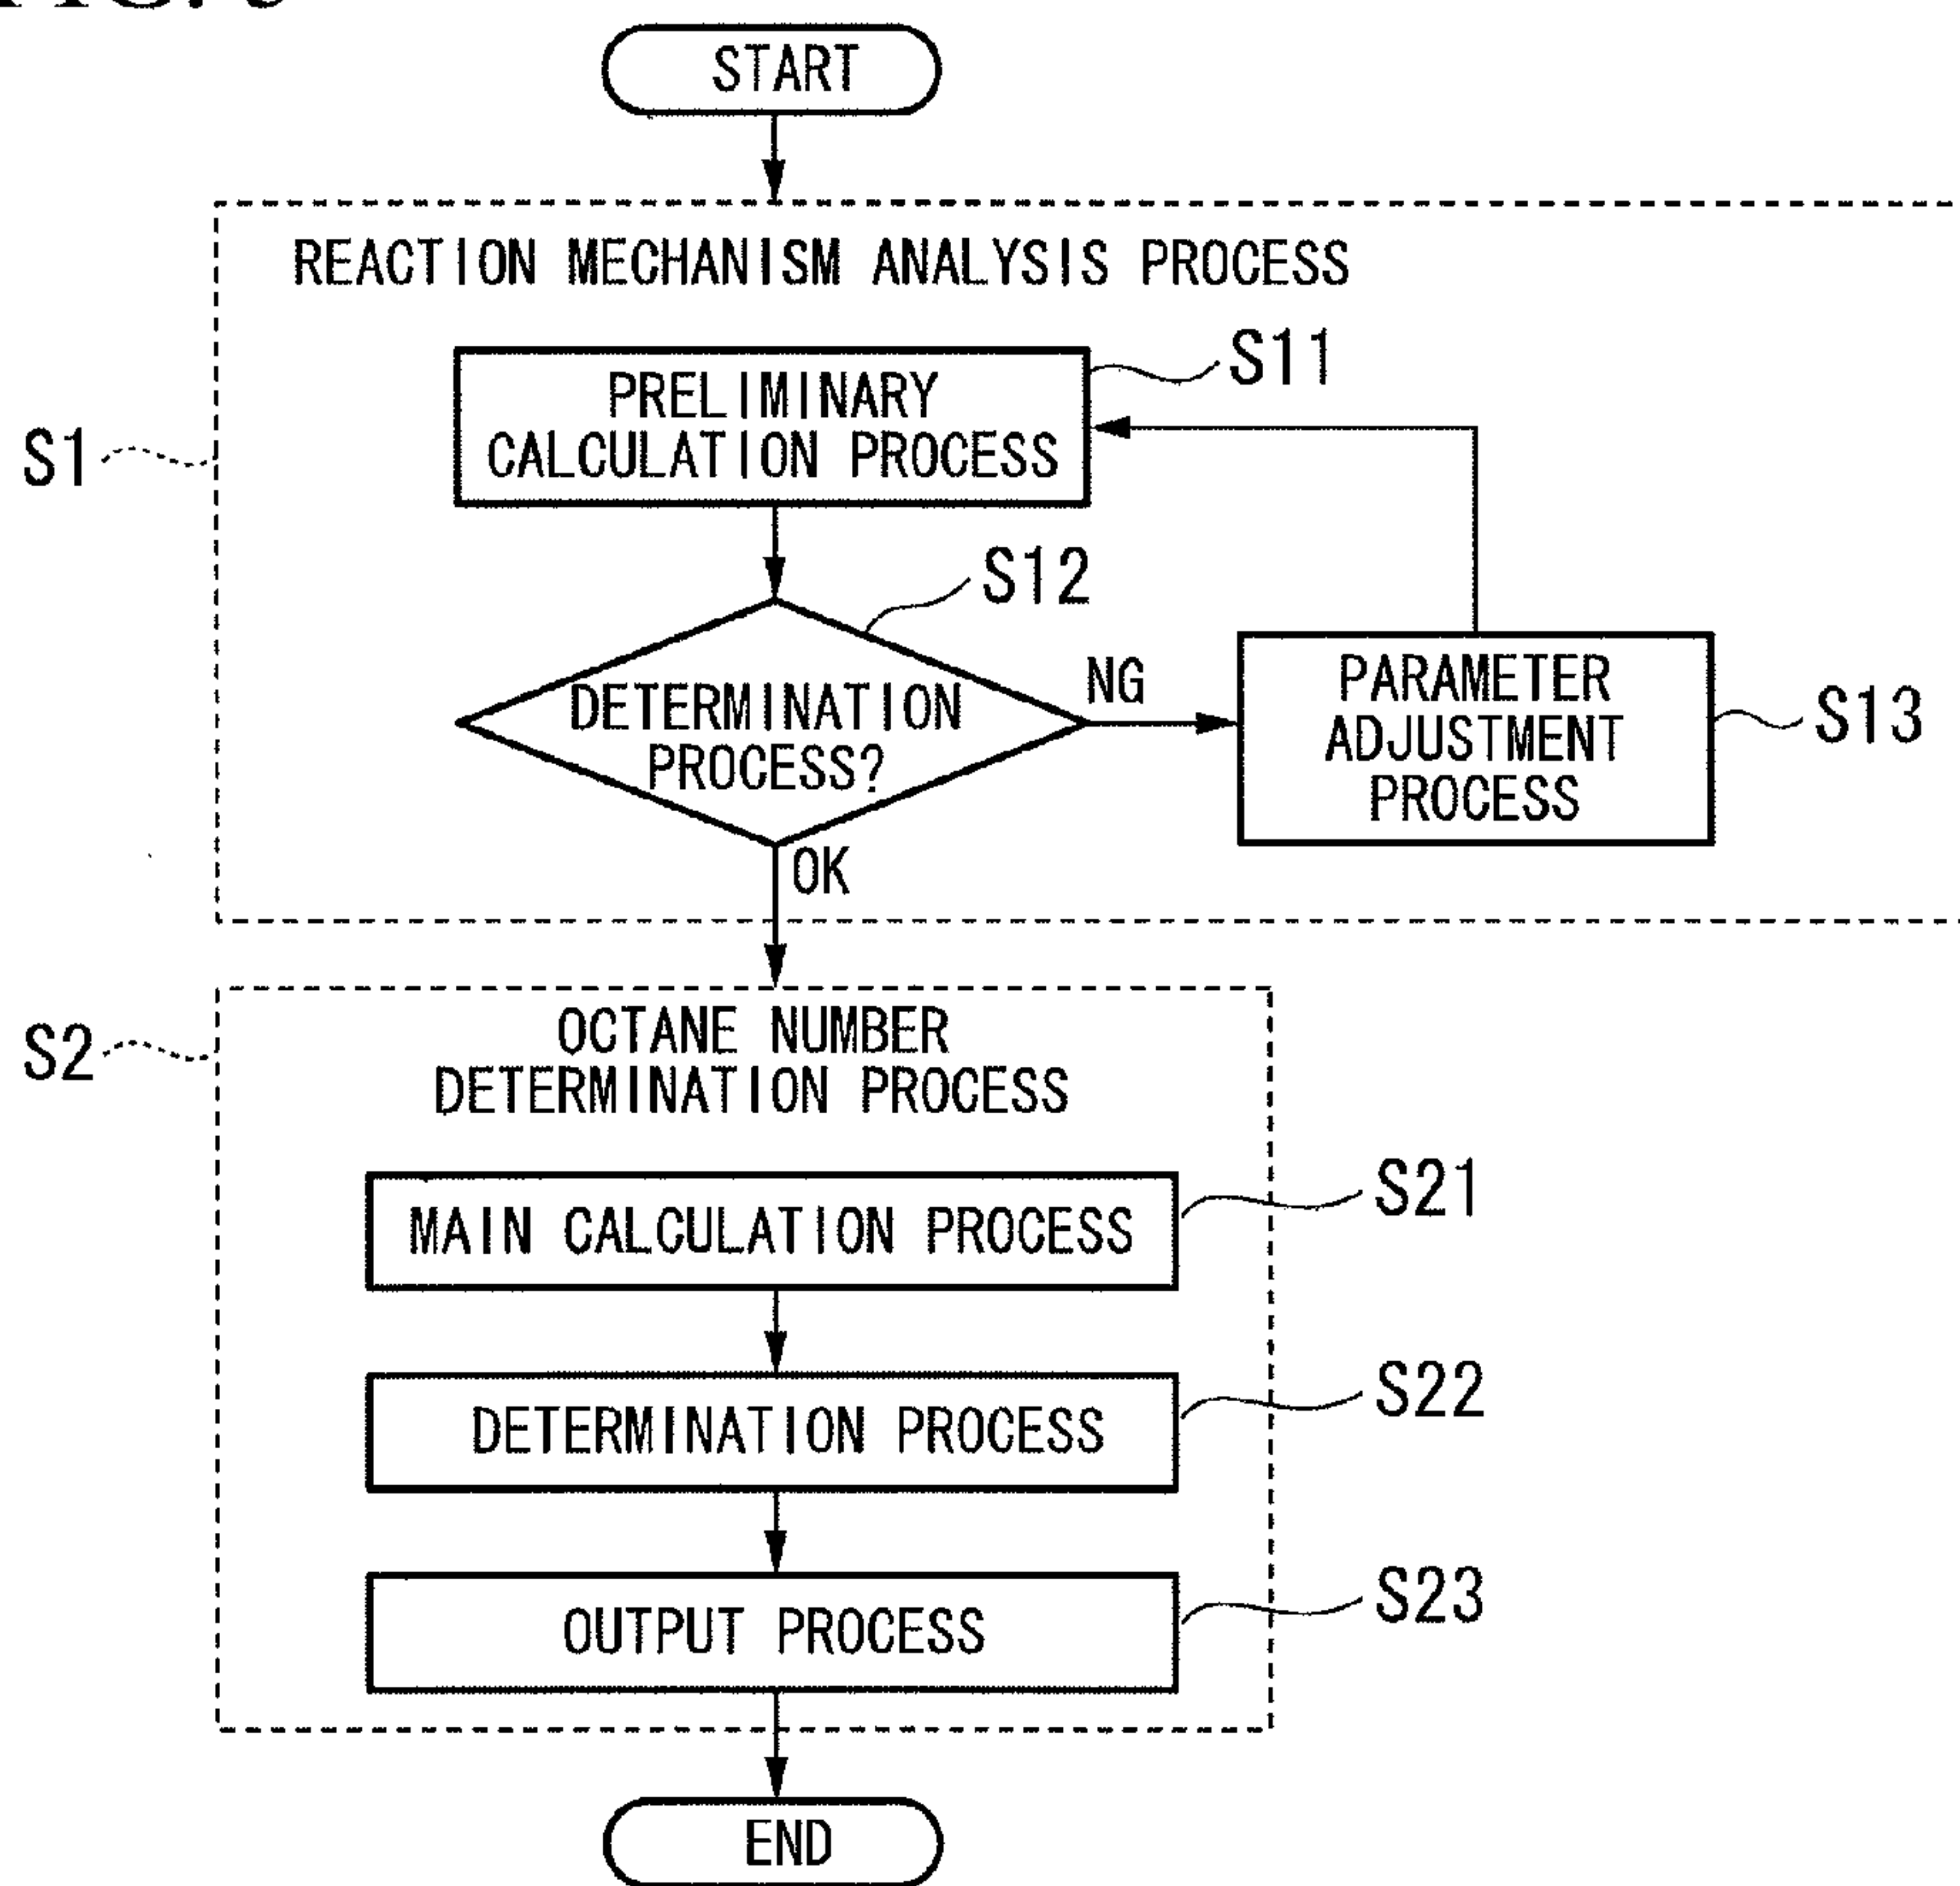 START
REACTION MECHANISM ANALYSIS PROCESS
S11
PRELIMINARY
CALCULATION PROCESS
S1
S12
DETERMINATION
PROCESS?
NG
PARAMETER
ADJUSTMENT
PROCESS
S13
OK
S2
OCTANE NUMBER
DETERMINATION PROCESS
MAIN CALCULATION PROCESS
S21
DETERMINATION PROCESS
S22
OUTPUT PROCESS
S23
END